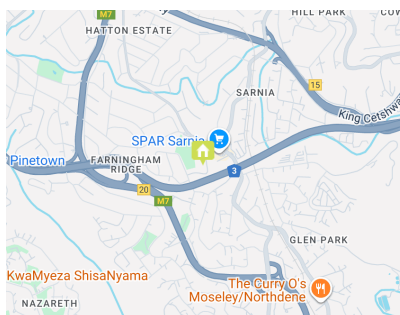 M7
HILL PARK
COW
HATTON ESTATE
SARNIA
15
King Cetshwa
SPAR Sarnia
Pinetown
FARNINGHAM
RIDGE
3
20
M7
GLEN PARK
KwaMyeza ShisaNyama
The Curry O's
Moseley/Northdene
NAZARETH